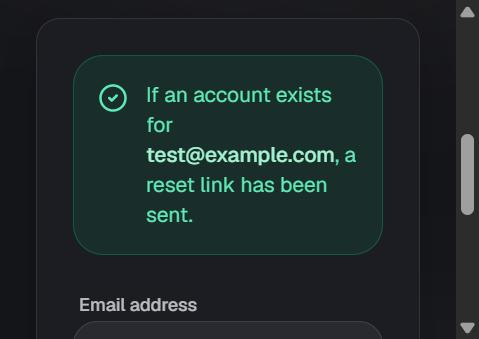 If an account exists
for
test@example.com, a
reset link has been
sent.
Email address